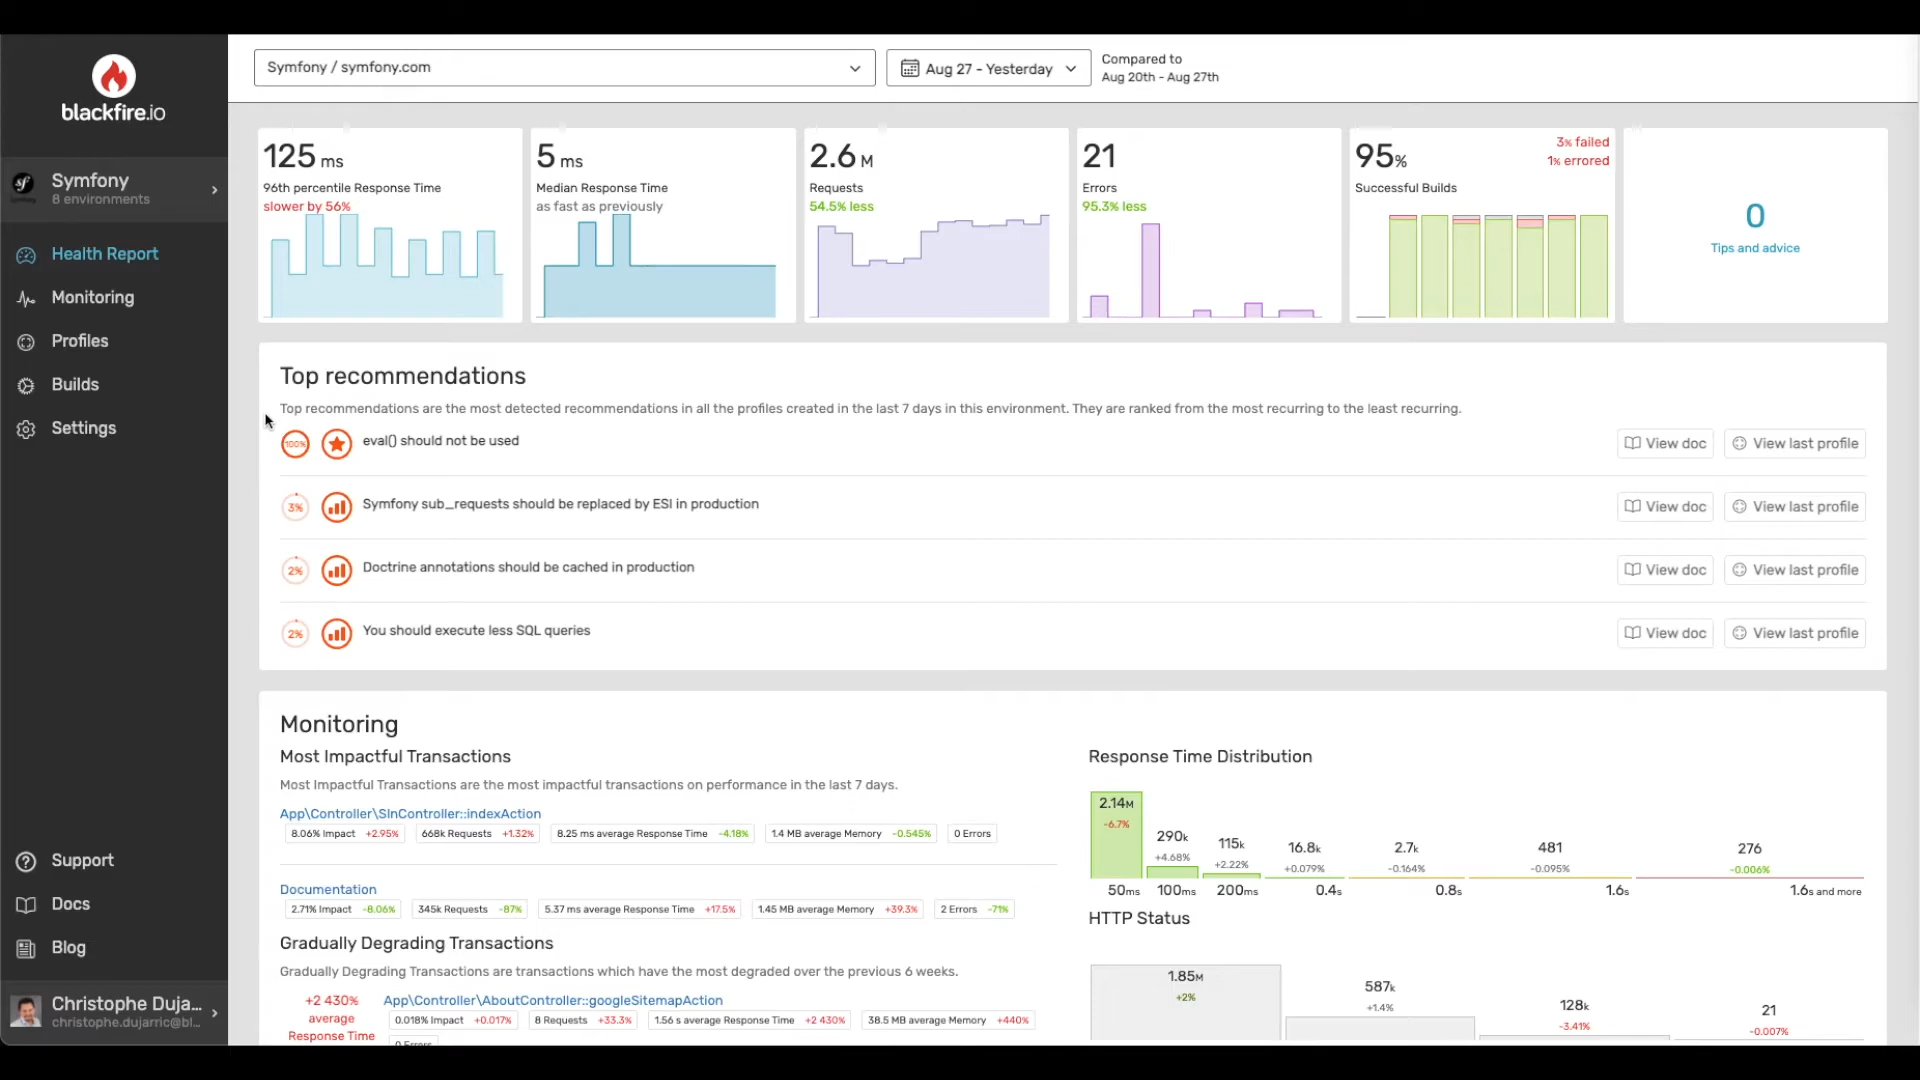 blackfire.io
Symfony
8 environments
Health Report
Monitoring
Profiles
Builds
Settings
Support
Docs
Blog
Christophe Duja...
christophe.dujarric@bl...
Symfony / symfony.com
Aug 27 - Yesterday
Compared to
Aug 20th - Aug 27th
125 ms
96th percentile Response Time
slower by 56%
5 ms
Median Response Time
as fast as previously
2.6 M
Requests
54.5% less
21
Errors
95.3% less
95%
3% failed
1% errored
Successful Builds
0
Tips and advice
Top recommendations
Top recommendations are the most detected recommendations in all the profiles created in the last 7 days in this environment. They are ranked from the most recurring to the least recurring.
100% eval() should not be used View doc View last profile
3% Symfony sub_requests should be replaced by ESI in production View doc View last profile
2% Doctrine annotations should be cached in production View doc View last profile
2% You should execute less SQL queries View doc View last profile
Monitoring
Most Impactful Transactions
Most Impactful Transactions are the most impactful transactions on performance in the last 7 days.
App\Controller\SlnController::indexAction
8.06% Impact +2.95% 668k Requests +1.32% 8.25 ms average Response Time -4.18% 1.4 MB average Memory -0.545% 0 Errors
Documentation
2.71% Impact -8.06% 345k Requests -87% 5.37 ms average Response Time +17.5% 1.45 MB average Memory +39.3% 2 Errors -71%
Gradually Degrading Transactions
Gradually Degrading Transactions are transactions which have the most degraded over the previous 6 weeks.
+2 430%
average
Response Time
App\Controller\AboutController::googleSitemapAction
0.018% Impact +0.017% 8 Requests +33.3% 1.56 s average Response Time +2 430% 38.5 MB average Memory +440%
0 Errors
Response Time Distribution
2.14M 290k 115k 16.8k 2.7k 481 276
-6.7% +4.68% +2.22% +0.079% -0.164% -0.095% -0.006%
50ms 100ms 200ms 0.4s 0.8s 1.6s 1.6s and more
HTTP Status
1.85M 587k 128k 21
+2% +1.4% -3.41% -0.007%